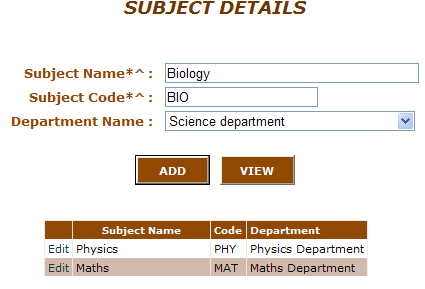 SUBJECT DETAILS
Subject Name*^ : Biology
Subject Code*^ : BIO
Department Name : Science department
ADD VIEW
Subject Name Code Department
Edit Physics PHY Physics Department
Edit Maths MAT Maths Department